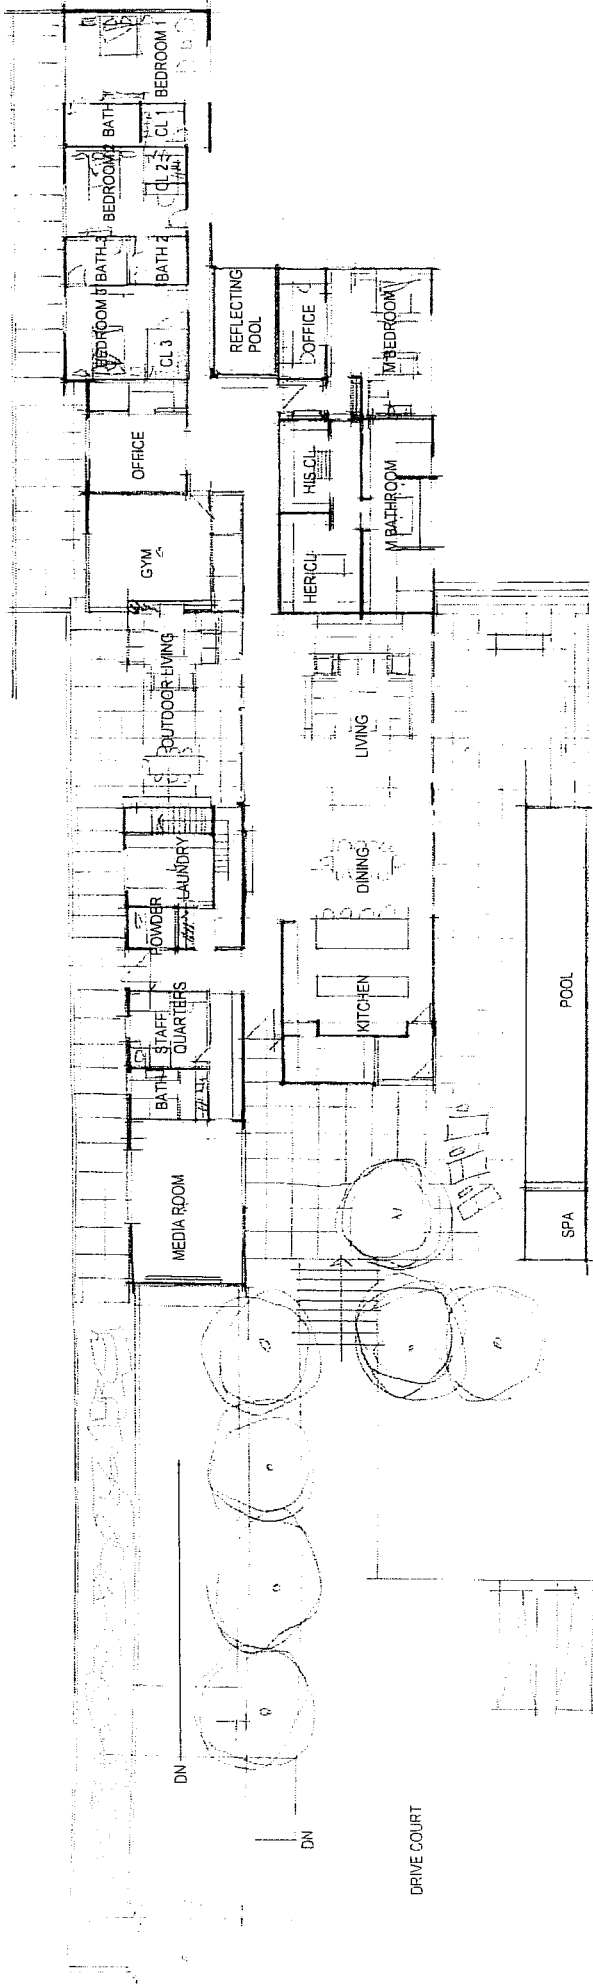 BEDROOM 1
BATH 1
CL 1
BEDROOM 2
CL 2
BATH 3
BATH 2
BEDROOM 3
CL 3
REFLECTING
POOL
OFFICE
M BEDROOM
OFFICE
HIS CL
M BATHROOM
GYM
HER CL
OUTDOOR LIVING
LIVING
LAUNDRY
DINING
POWDER
STAFF
QUARTERS
KITCHEN
POOL
BATH
MEDIA ROOM
SPA
DN
DN
DRIVE COURT